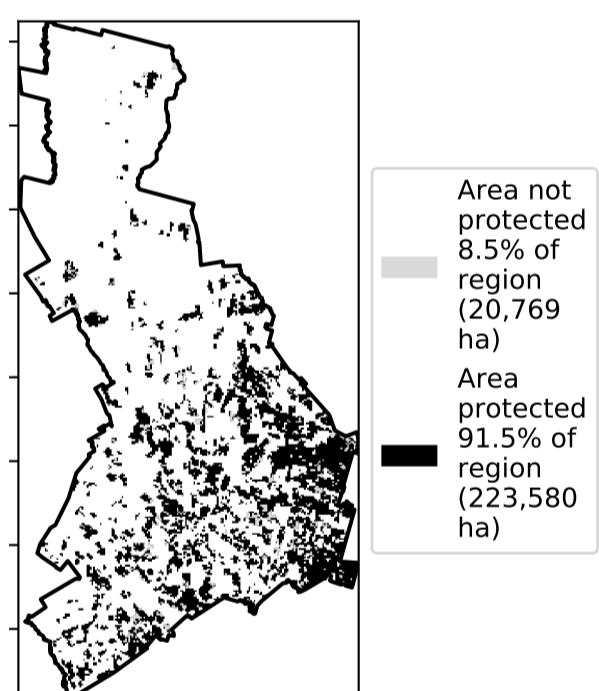 Area not
protected
8.5% of
region
(20,769
ha)
Area
protected
91.5% of
region
(223,580
ha)